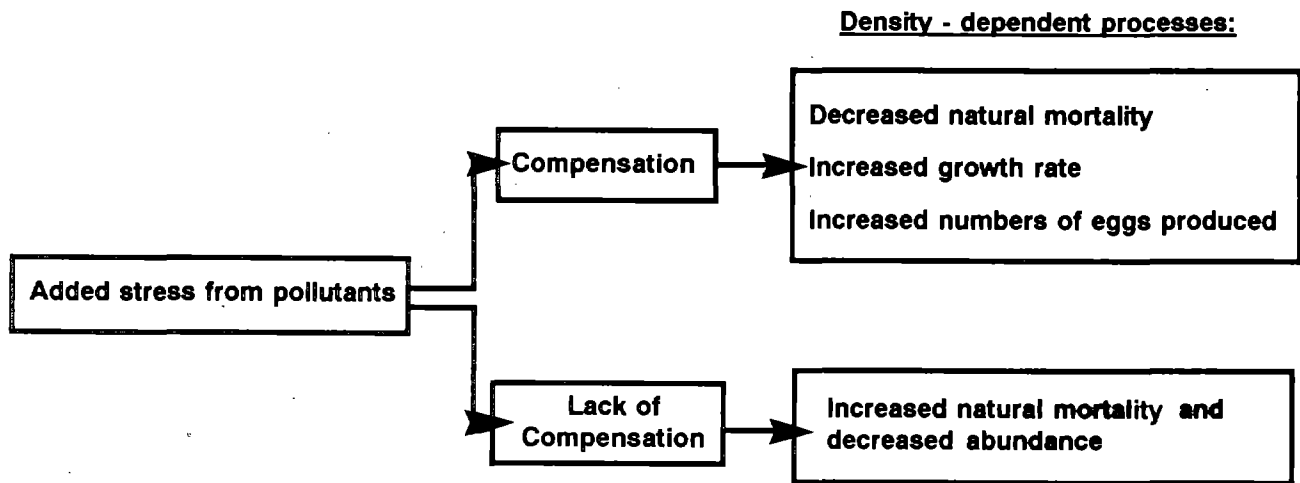 Density - dependent processes:
Decreased natural mortality
Compensation
Increased growth rate
Increased numbers of eggs produced
Added stress from pollutants
Lack of
Compensation
Increased natural mortality and
decreased abundance